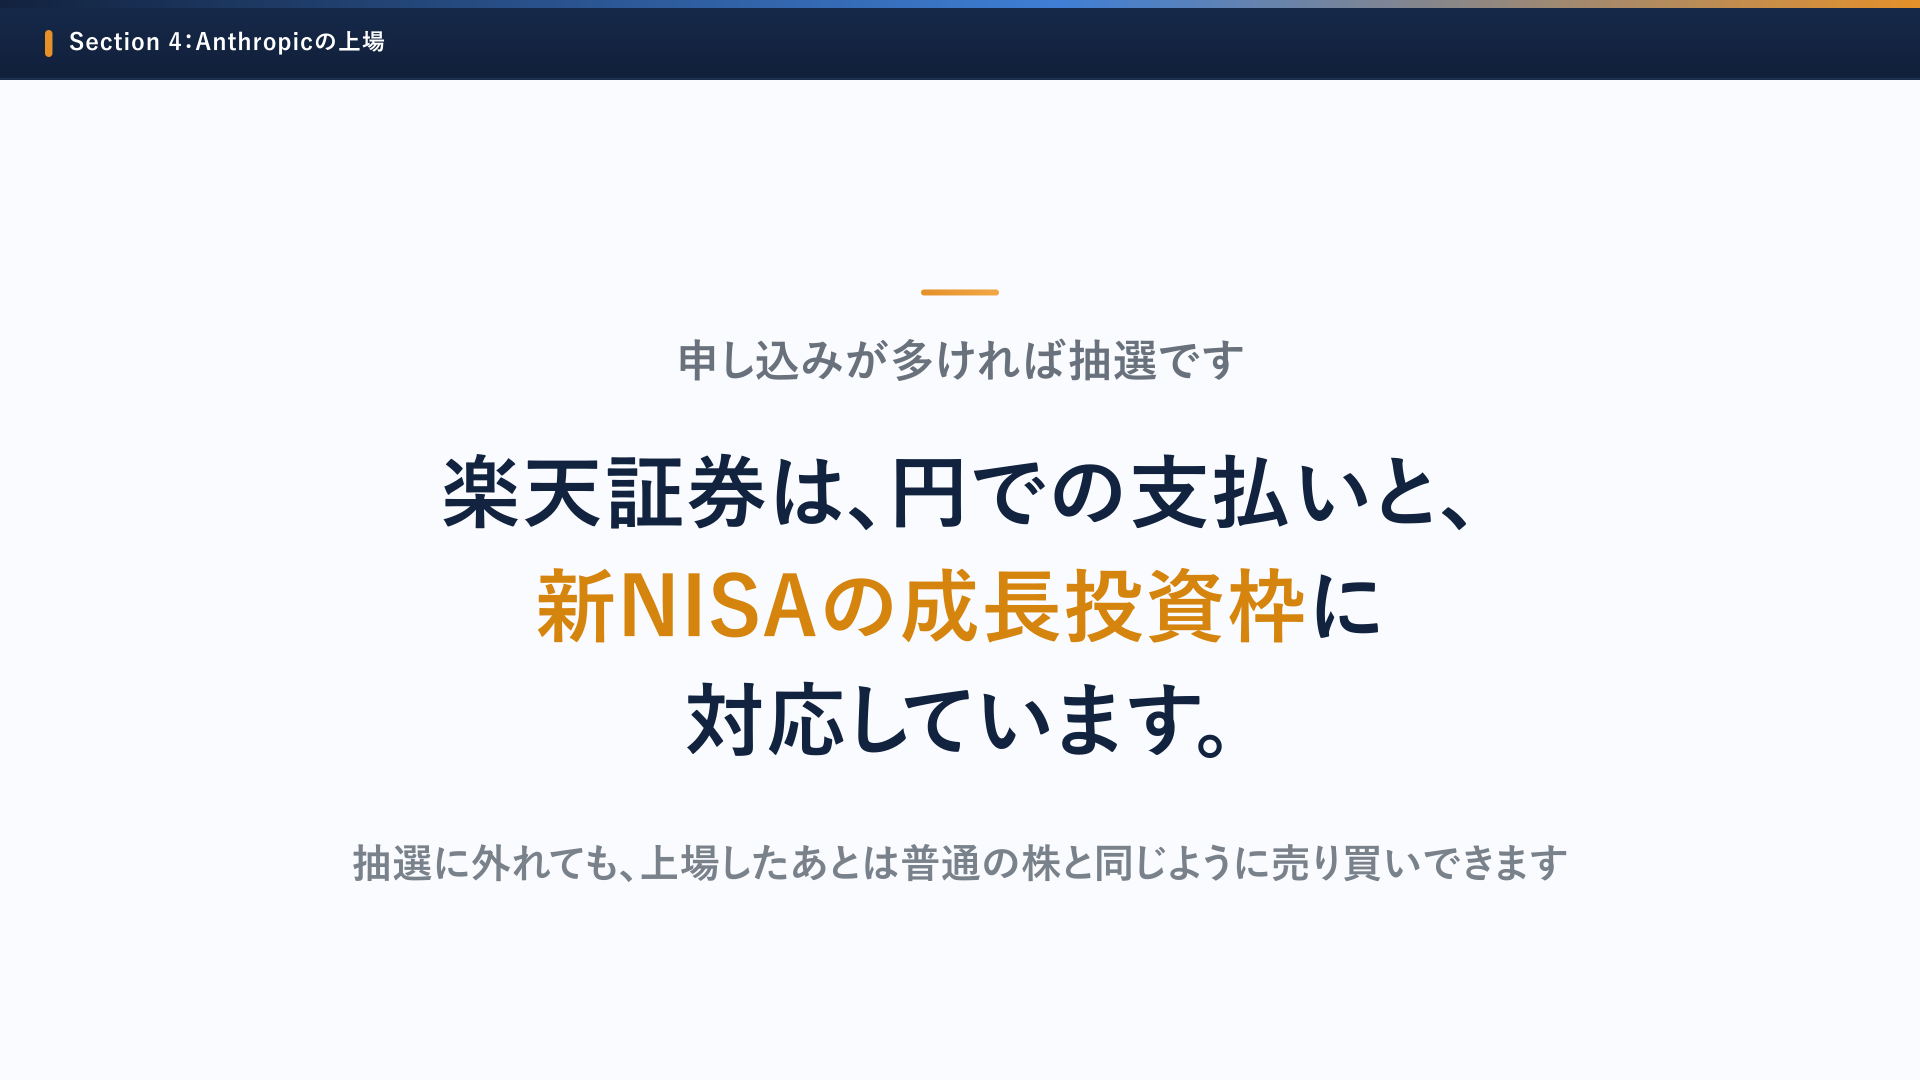 Section 4：Anthropicの上場
申し込みが多ければ抽選です
楽天証券は、円での支払いと、
新NISAの成長投資枠に
対応しています。
抽選に外れても、上場したあとは普通の株と同じように売り買いできます